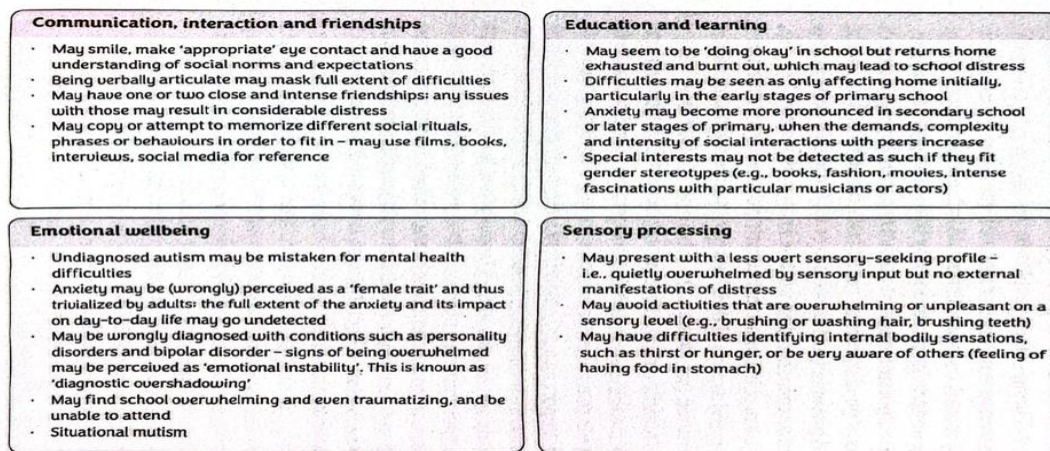 Communication, interaction and friendships
· May smile, make 'appropriate' eye contact and have a good
understanding of social norms and expectations
· Being verbally articulate may mask full extent of difficulties
· May have one or two close and intense friendships: any issues
with those may result in considerable distress
· May copy or attempt to memorize different social rituals,
phrases or behaviours in order to fit in – may use films, books,
interviews, social media for reference
Education and learning
· May seem to be 'doing okay' in school but returns home
exhausted and burnt out, which may lead to school distress
· Difficulties may be seen as only affecting home initially,
particularly in the early stages of primary school
· Anxiety may become more pronounced in secondary school
or later stages of primary, when the demands, complexity
and intensity of social interactions with peers increase
· Special interests may not be detected as such if they fit
gender stereotypes (e.g., books, fashion, movies, intense
fascinations with particular musicians or actors)
Emotional wellbeing
· Undiagnosed autism may be mistaken for mental health
difficulties
· Anxiety may be (wrongly) perceived as a 'female trait' and thus
trivialized by adults: the full extent of the anxiety and its impact
on day-to-day life may go undetected
· May be wrongly diagnosed with conditions such as personality
disorders and bipolar disorder – signs of being overwhelmed
may be perceived as 'emotional instability'. This is known as
'diagnostic overshadowing'
· May find school overwhelming and even traumatizing, and be
unable to attend
· Situational mutism
Sensory processing
· May present with a less overt sensory-seeking profile –
i.e., quietly overwhelmed by sensory input but no external
manifestations of distress
· May avoid activities that are overwhelming or unpleasant on a
sensory level (e.g., brushing or washing hair, brushing teeth)
· May have difficulties identifying internal bodily sensations,
such as thirst or hunger, or be very aware of others (feeling of
having food in stomach)